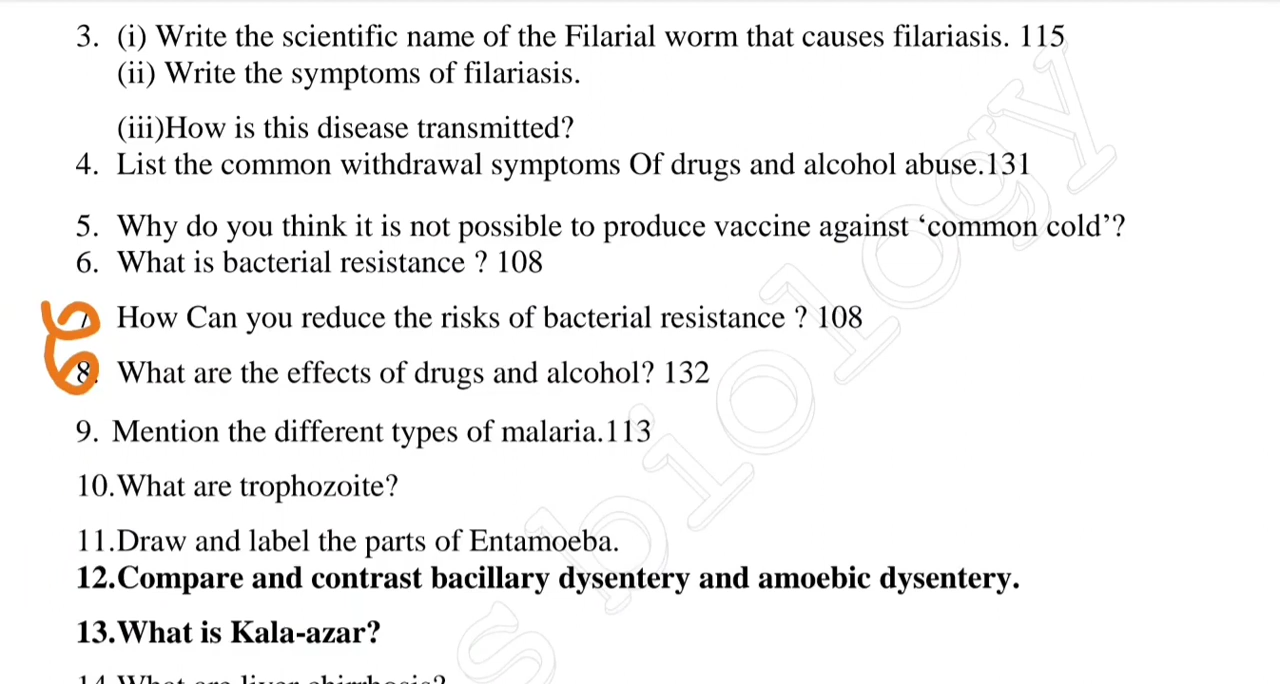 3. (i) Write the scientific name of the Filarial worm that causes filariasis. 115
(ii) Write the symptoms of filariasis.
(iii)How is this disease transmitted?
4. List the common withdrawal symptoms Of drugs and alcohol abuse.131
5. Why do you think it is not possible to produce vaccine against ‘common cold’?
6. What is bacterial resistance ? 108
How Can you reduce the risks of bacterial resistance ? 108
8. What are the effects of drugs and alcohol? 132
9. Mention the different types of malaria.113
10.What are trophozoite?
11.Draw and label the parts of Entamoeba.
12.Compare and contrast bacillary dysentery and amoebic dysentery.
13.What is Kala-azar?
s biology